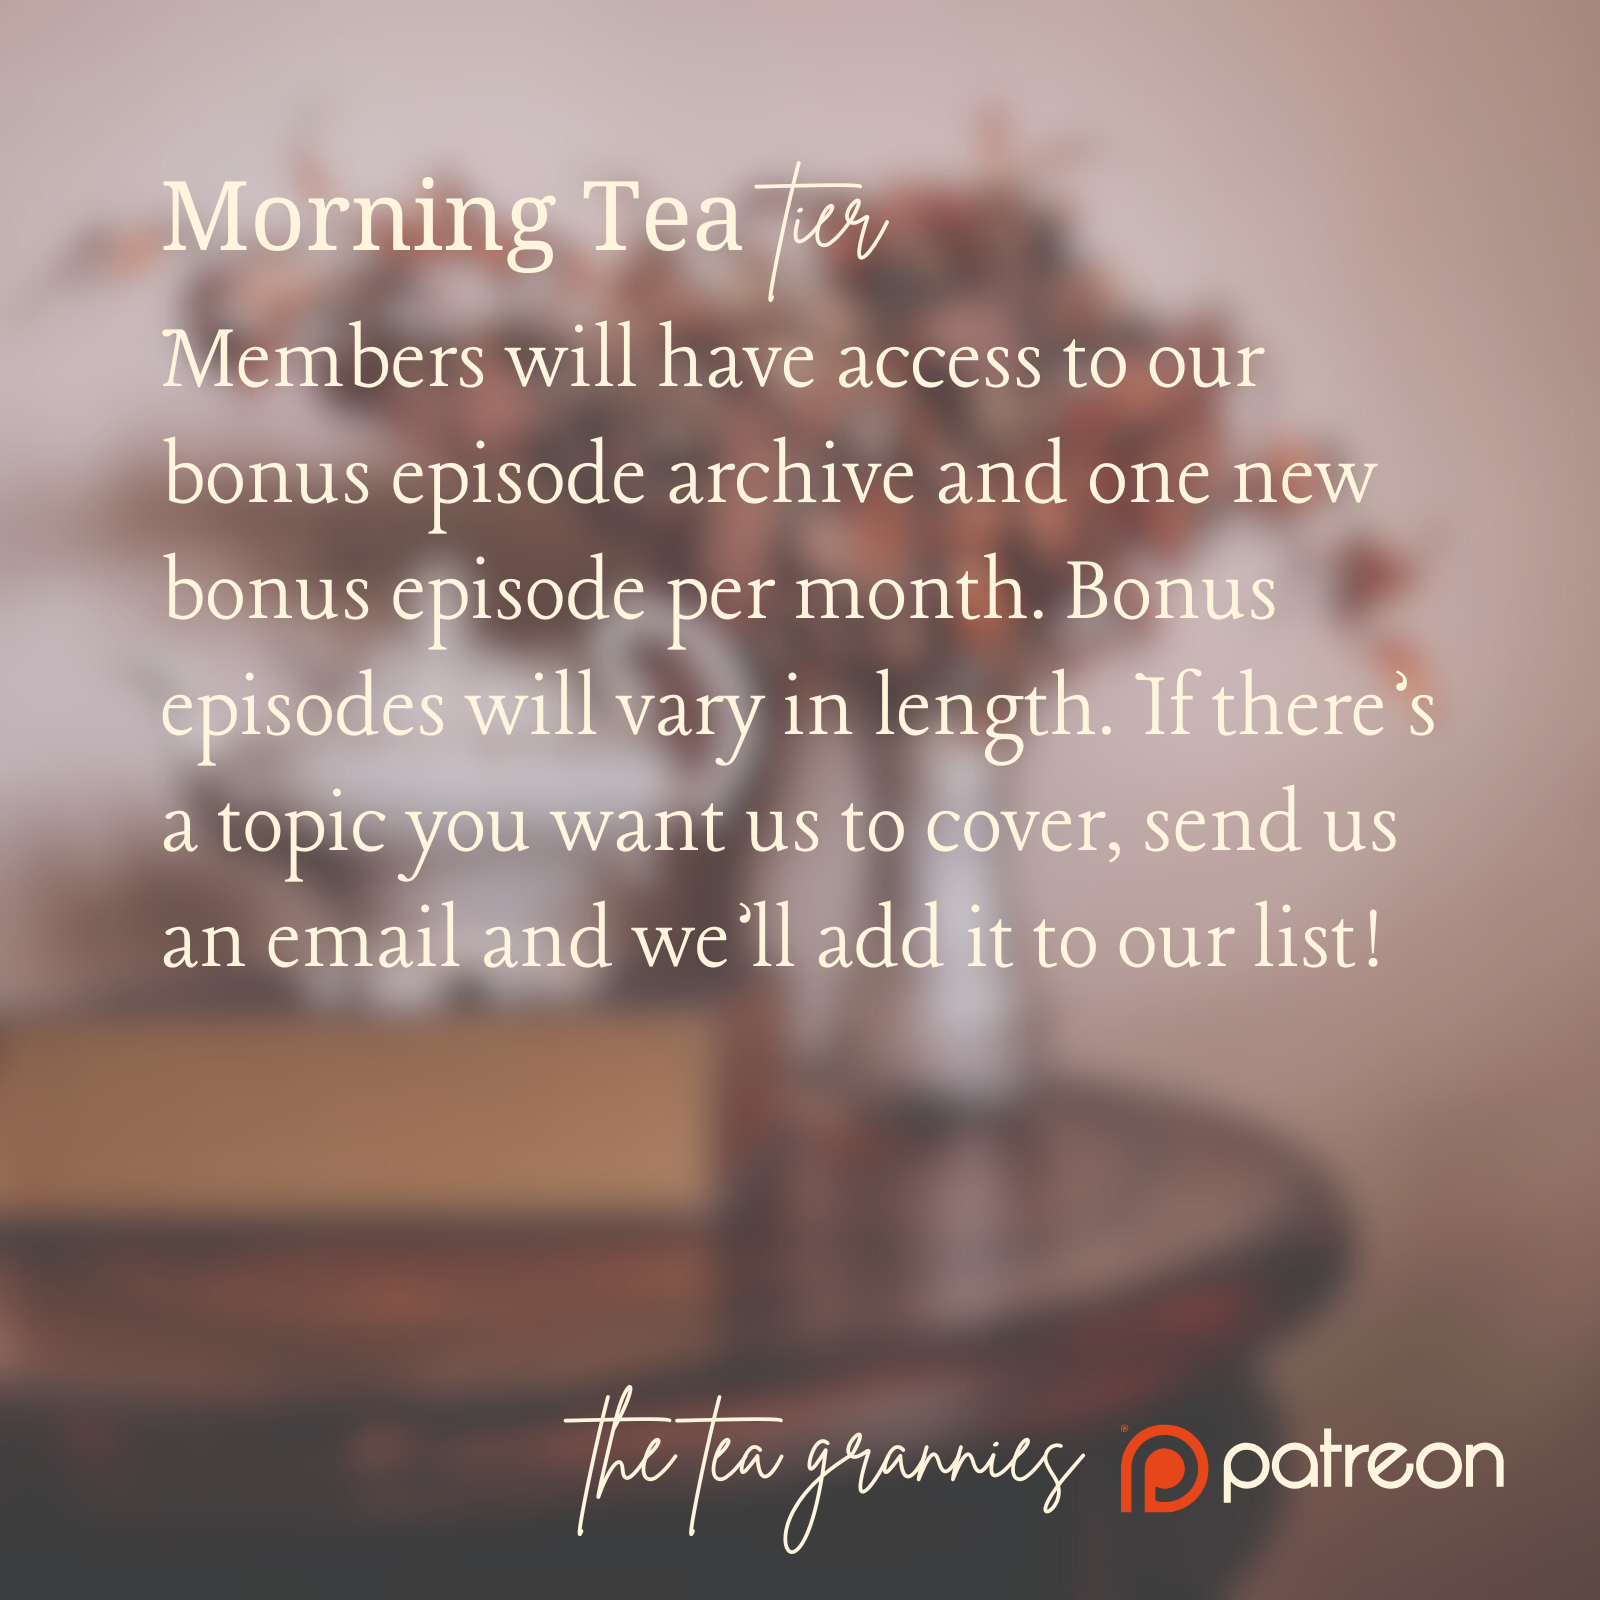 Morning Tea tier
Members will have access to our
bonus episode archive and one new
bonus episode per month. Bonus
episodes will vary in length. If there's
a topic you want us to cover, send us
an email and we'll add it to our list!
the tea grannies patreon